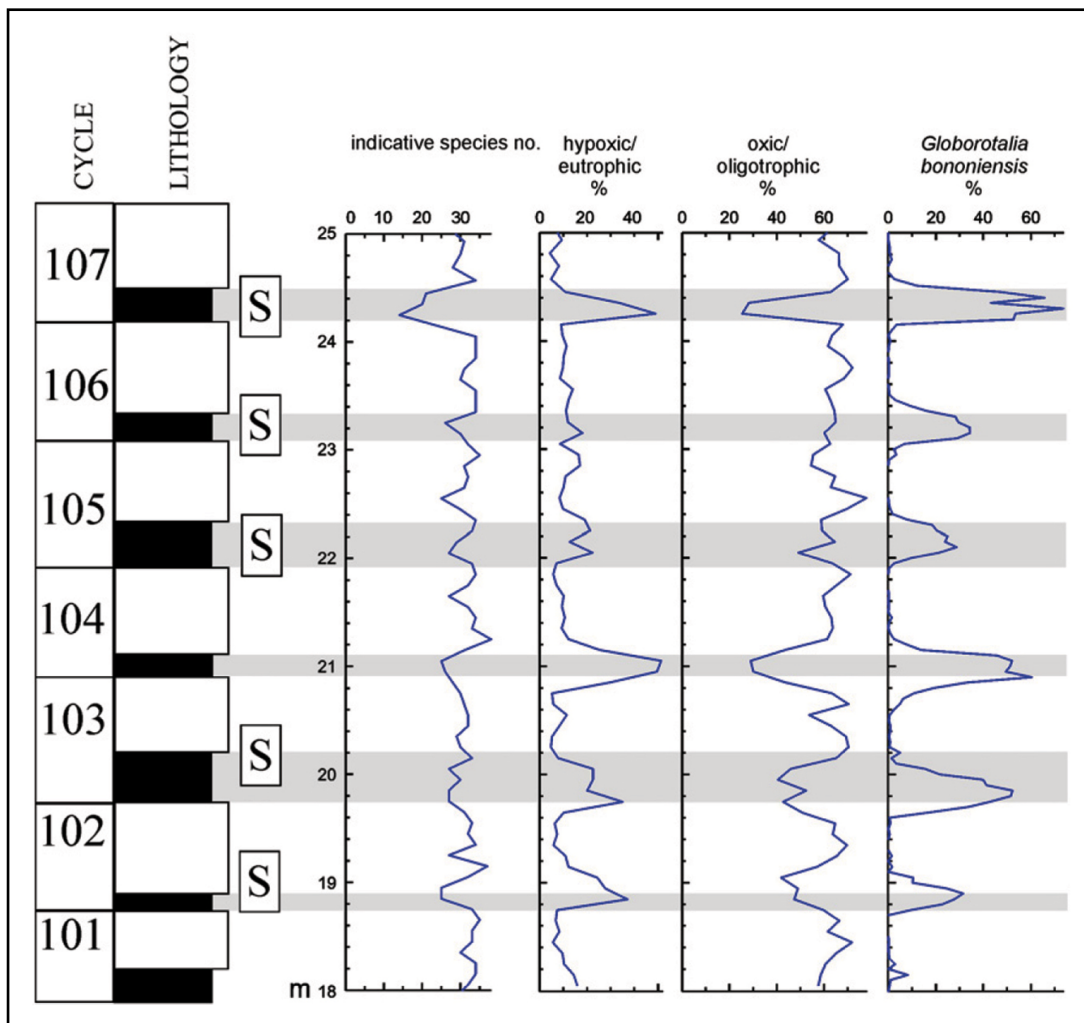 CYCLE
LITHOLOGY
indicative species no.
hypoxic/
eutrophic
%
oxic/
oligotrophic
%
Globorotalia
bononiensis
%
0 10 20 30
0 20 40
0 20 40 60
0 20 40 60
25
107
S
24
106
S
23
105
S
22
104
21
103
S
20
102
S
19
101
m 18